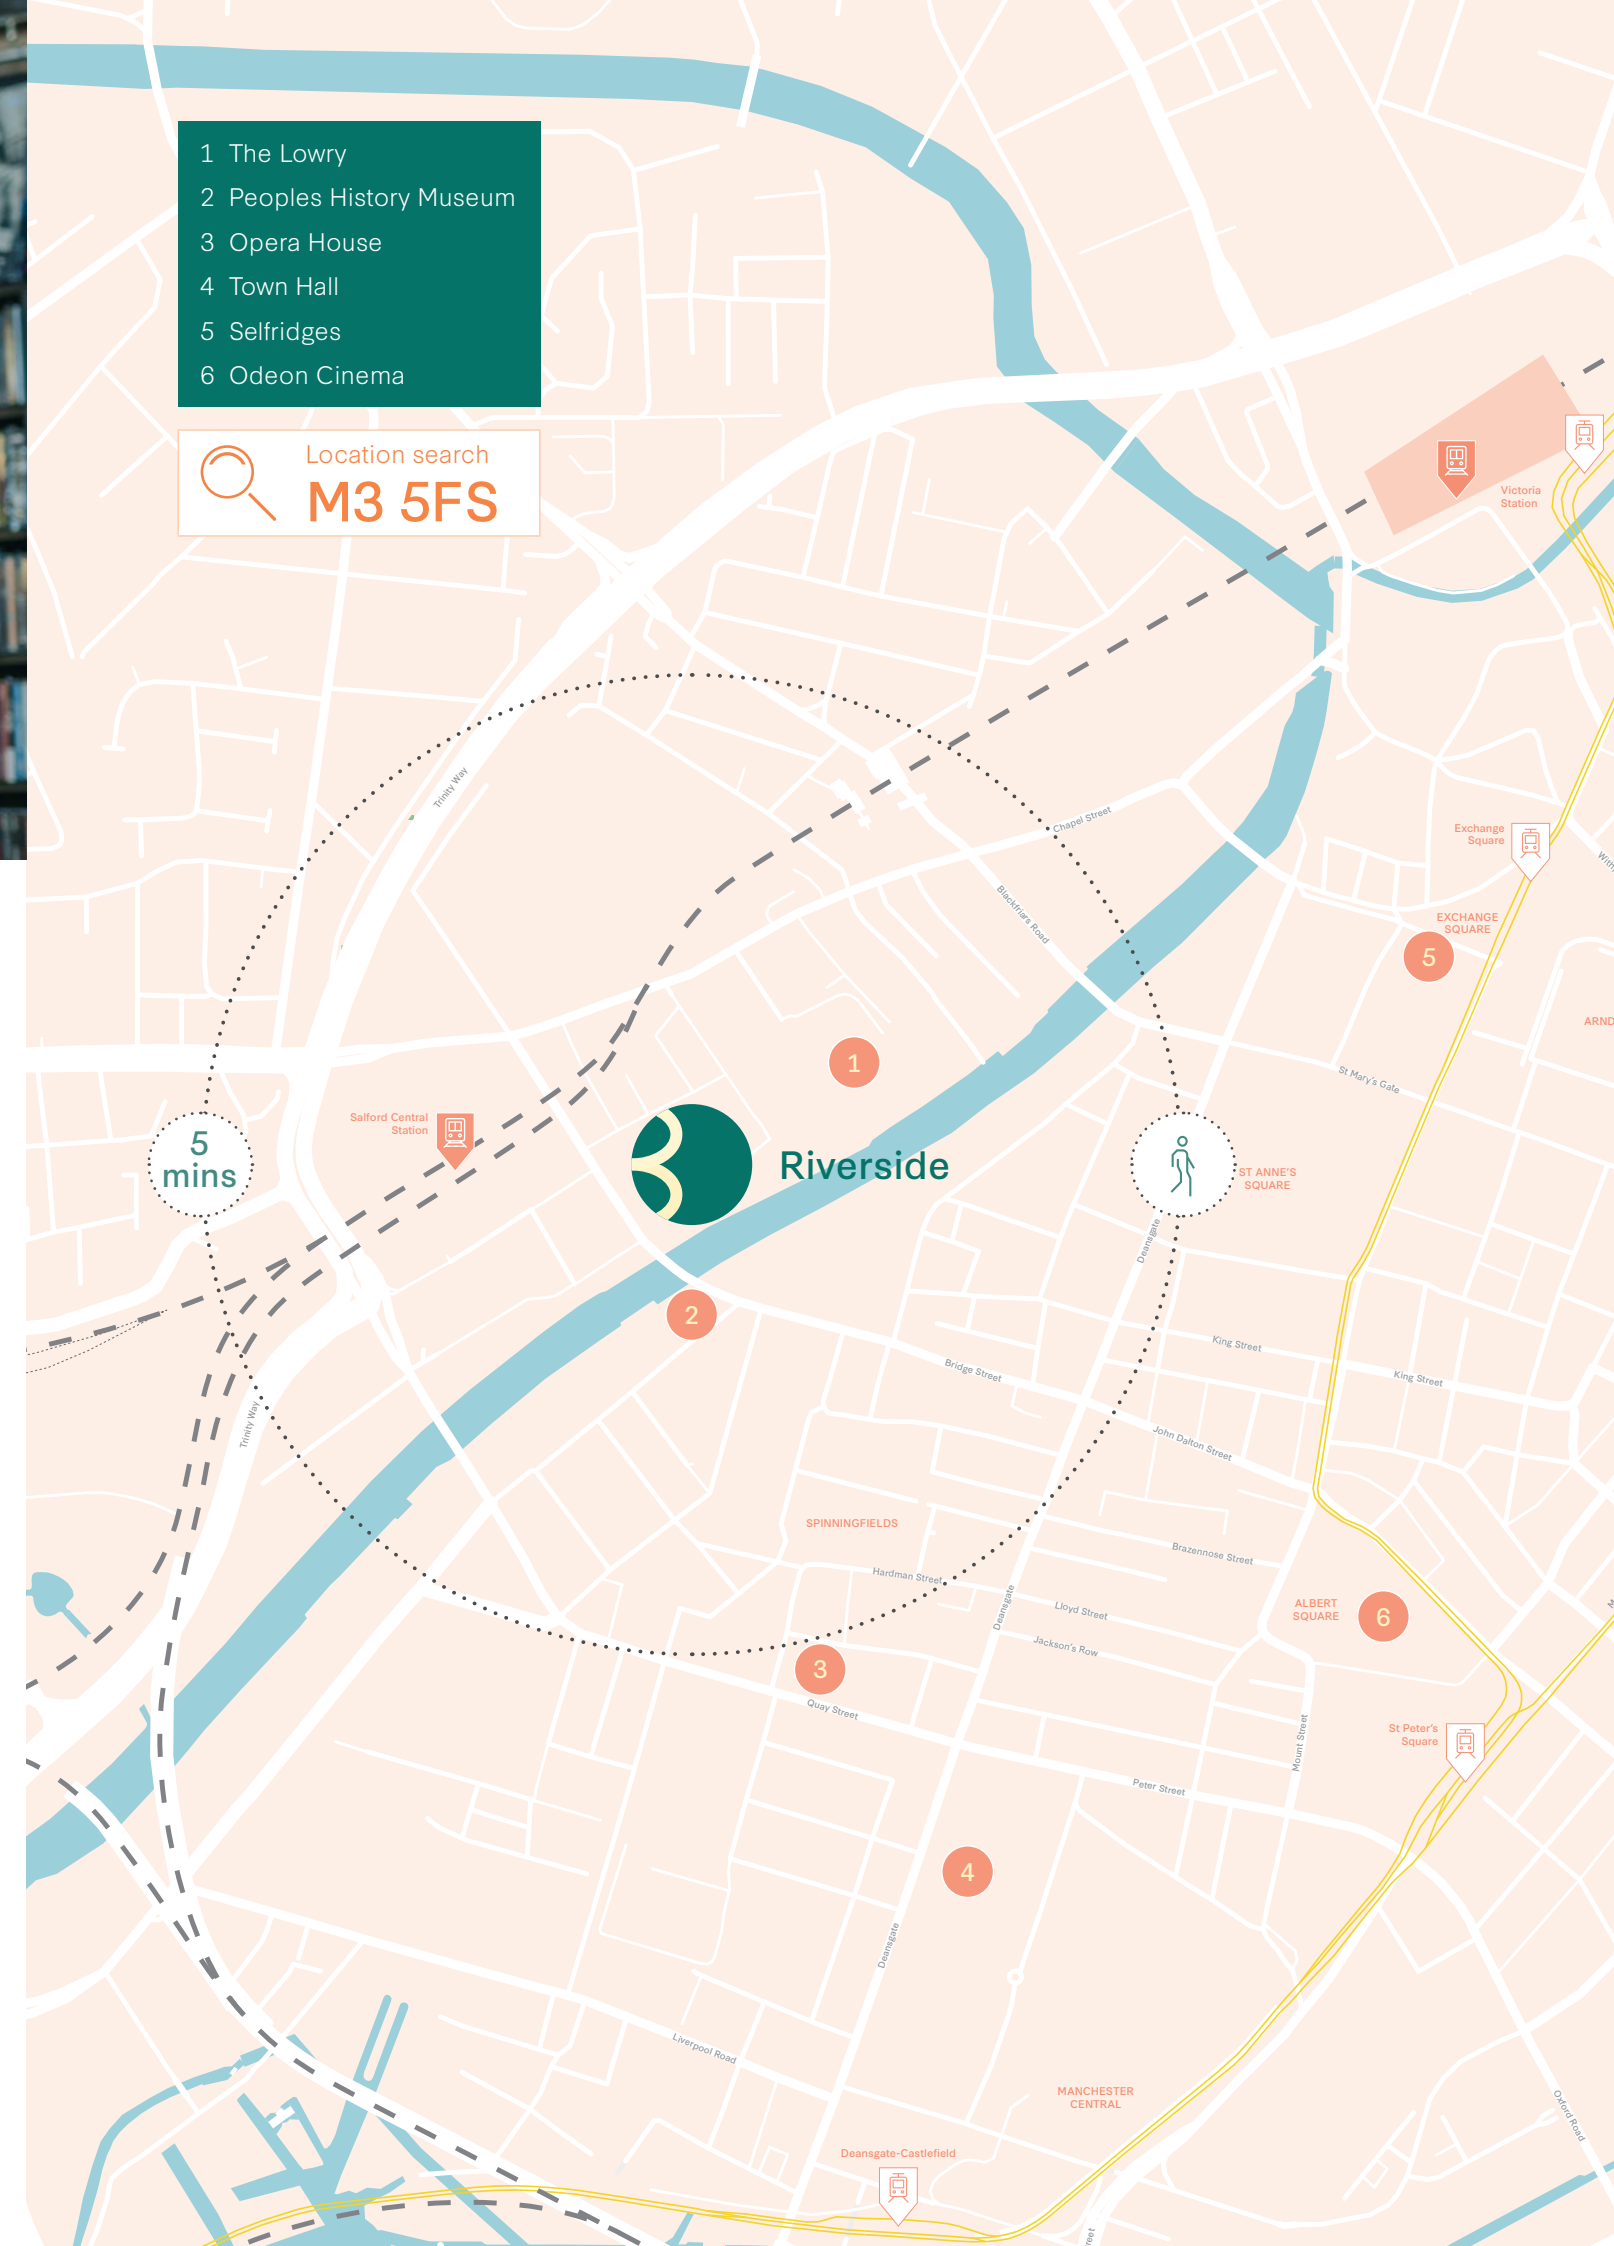 1 The Lowry
2 Peoples History Museum
3 Opera House
4 Town Hall
5 Selfridges
6 Odeon Cinema
Location search
M3 5FS
Victoria
Station
Trinity Way
Chapel Street
Exchange
Square
Blackfriars Road
EXCHANGE
SQUARE
5
ARND
1
St Mary's Gate
Salford Central
Station
5
mins
Riverside
ST ANNE'S
SQUARE
Deansgate
2
King Street
Bridge Street
King Street
Trinity Way
John Dalton Street
SPINNINGFIELDS
Brazennose Street
Hardman Street
Deansgate
Lloyd Street
ALBERT
SQUARE
6
Jackson's Row
3
Quay Street
Mount Street
St Peter's
Square
Peter Street
4
Deansgate
Liverpool Road
MANCHESTER
CENTRAL
Oxford Road
Deansgate-Castlefield